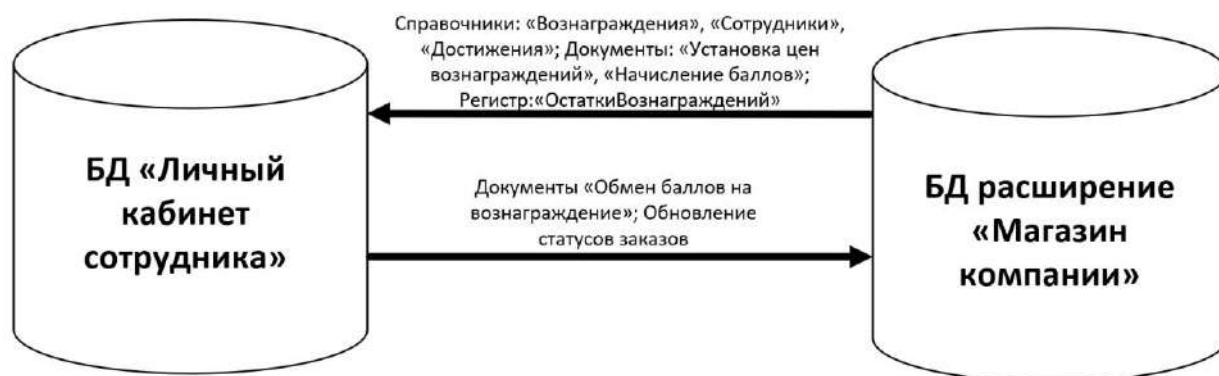 Справочники: «Вознаграждения», «Сотрудники»,
«Достижения»; Документы: «Установка цен
вознаграждений», «Начисление баллов»;
Регистр:«ОстаткиВознаграждений»
БД «Личный
кабинет
сотрудника»
Документы «Обмен баллов на
вознаграждение»; Обновление
статусов заказов
БД расширение
«Магазин
компании»